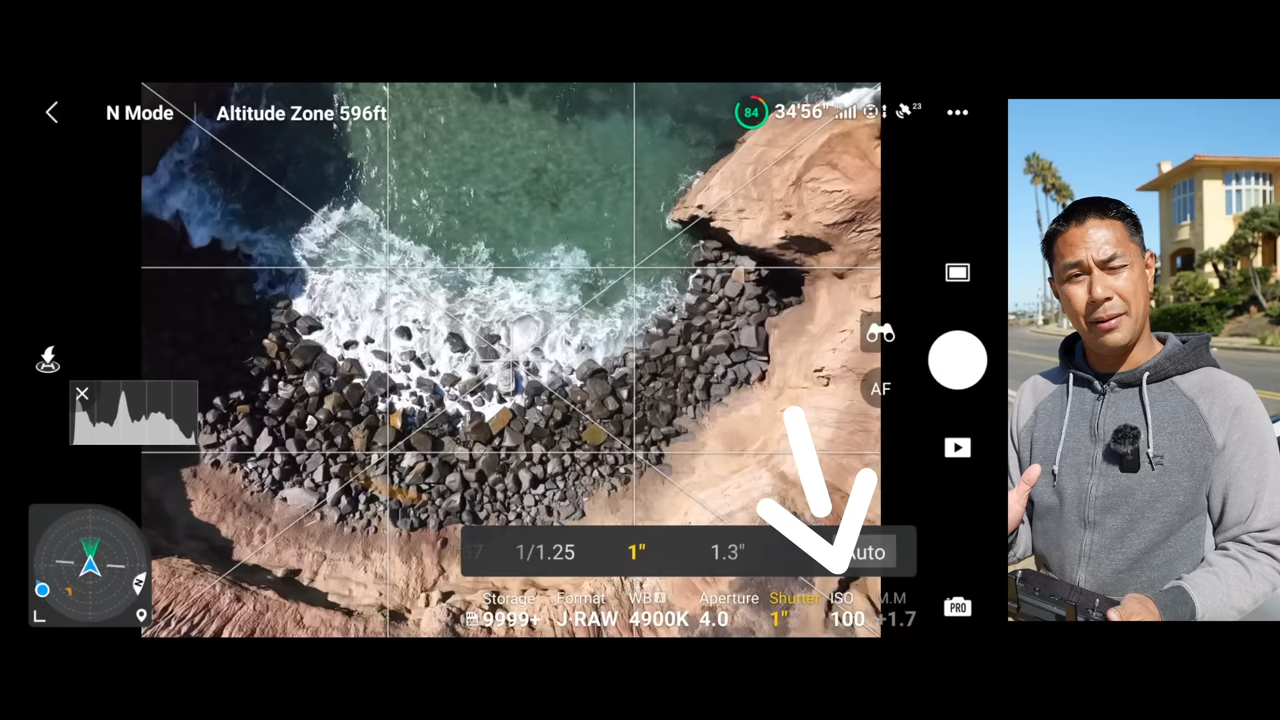 N Mode
Altitude Zone 596ft
84
34'56"
23
AF
N
1/1.25 1" 1.3"
Storage Format WB Aperture Shutter ISO M.M
9999+ J-RAW 4900K 4.0 1" 100 +1.7
PRO